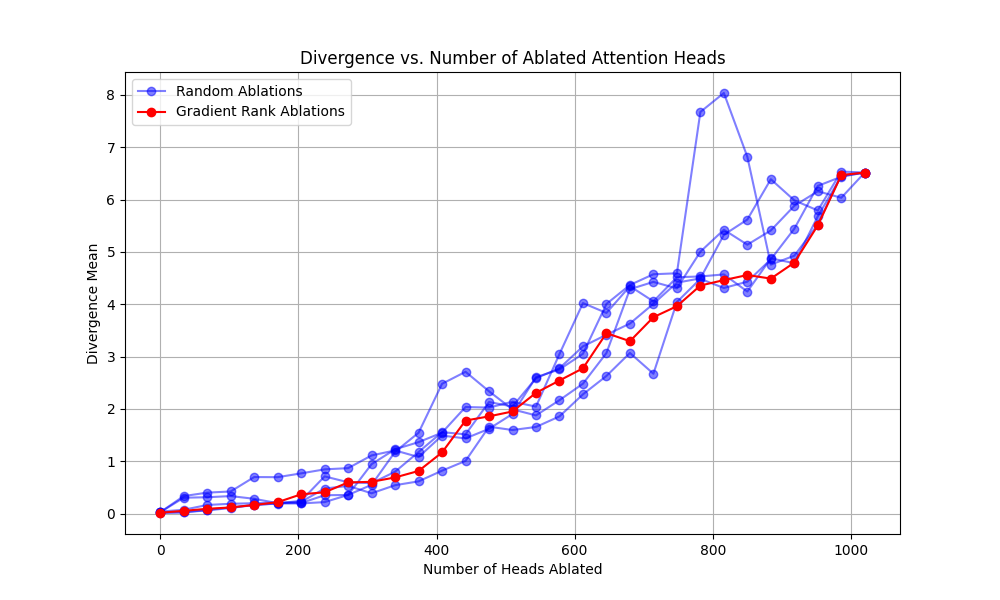 Divergence vs. Number of Ablated Attention Heads
Random Ablations
Gradient Rank Ablations
8
7
6
5
4
3
2
1
0
Divergence Mean
0 200 400 600 800 1000
Number of Heads Ablated